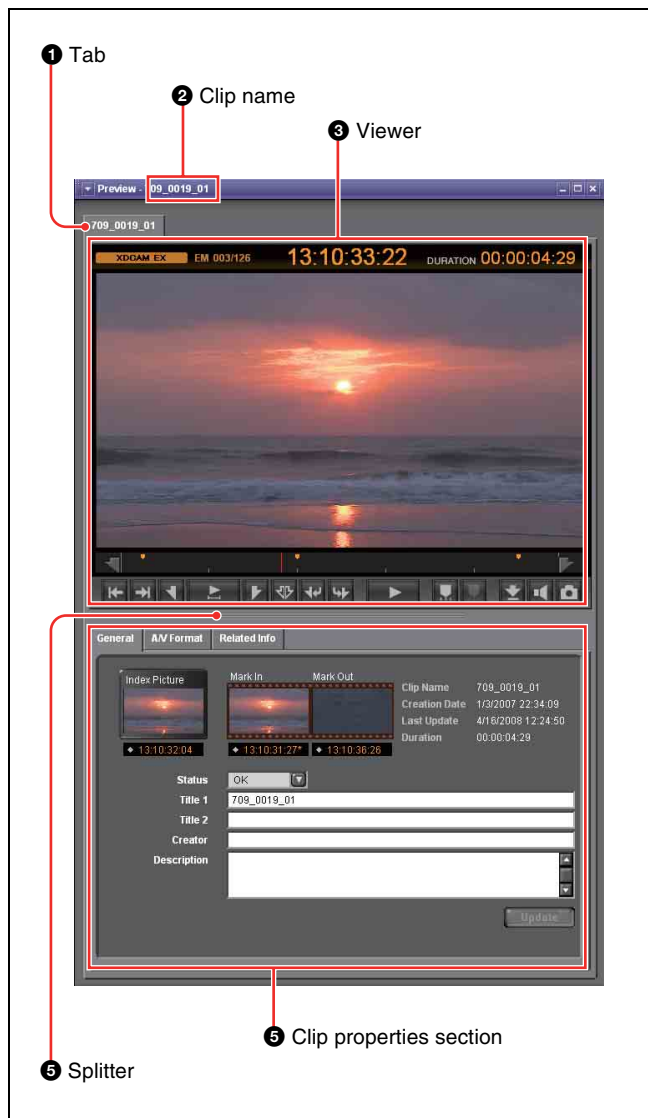 ❶ Tab
❷ Clip name
❸ Viewer
Preview - 709_0019_01
709_0019_01
XDCAM EX EM 003/126 13:10:33:22 DURATION 00:00:04:29
General A/V Format Related Info
Index Picture Mark In Mark Out
Clip Name 709_0019_01
Creation Date 1/3/2007 22:34:09
Last Update 4/16/2008 12:24:50
Duration 00:00:04:29
13:10:32:04 13:10:31:27* 13:10:36:26
Status OK
Title 1 709_0019_01
Title 2
Creator
Description
Update
❺ Clip properties section
❺ Splitter